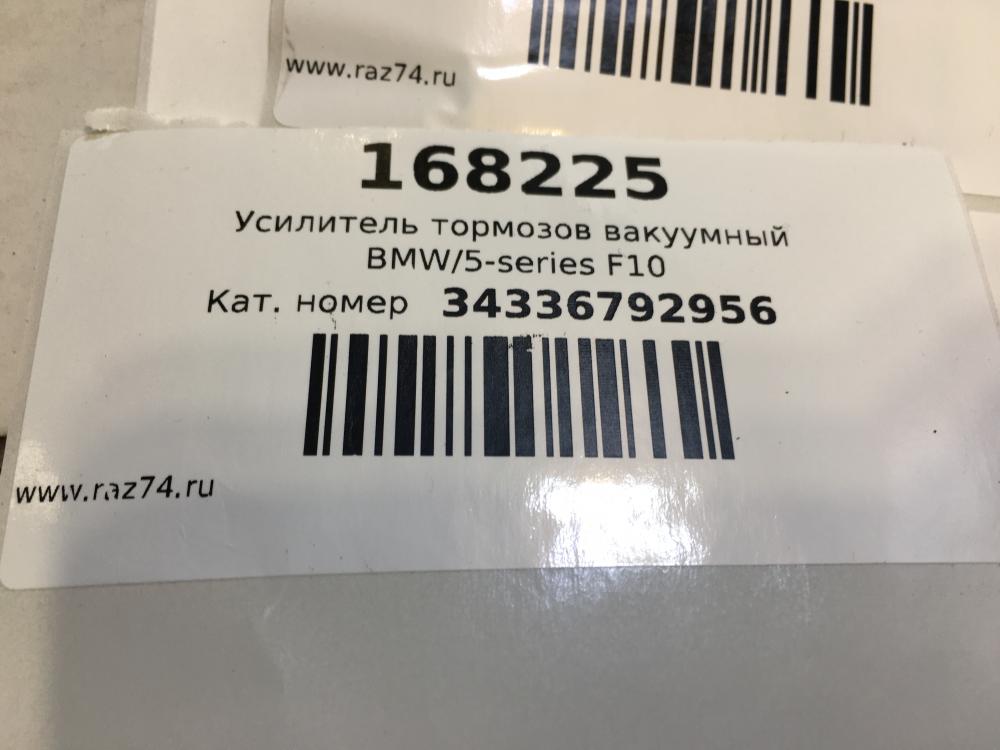 www.raz74.ru
168225
Усилитель тормозов вакуумный
BMW/5-series F10
Кат. номер 34336792956
www.raz74.ru